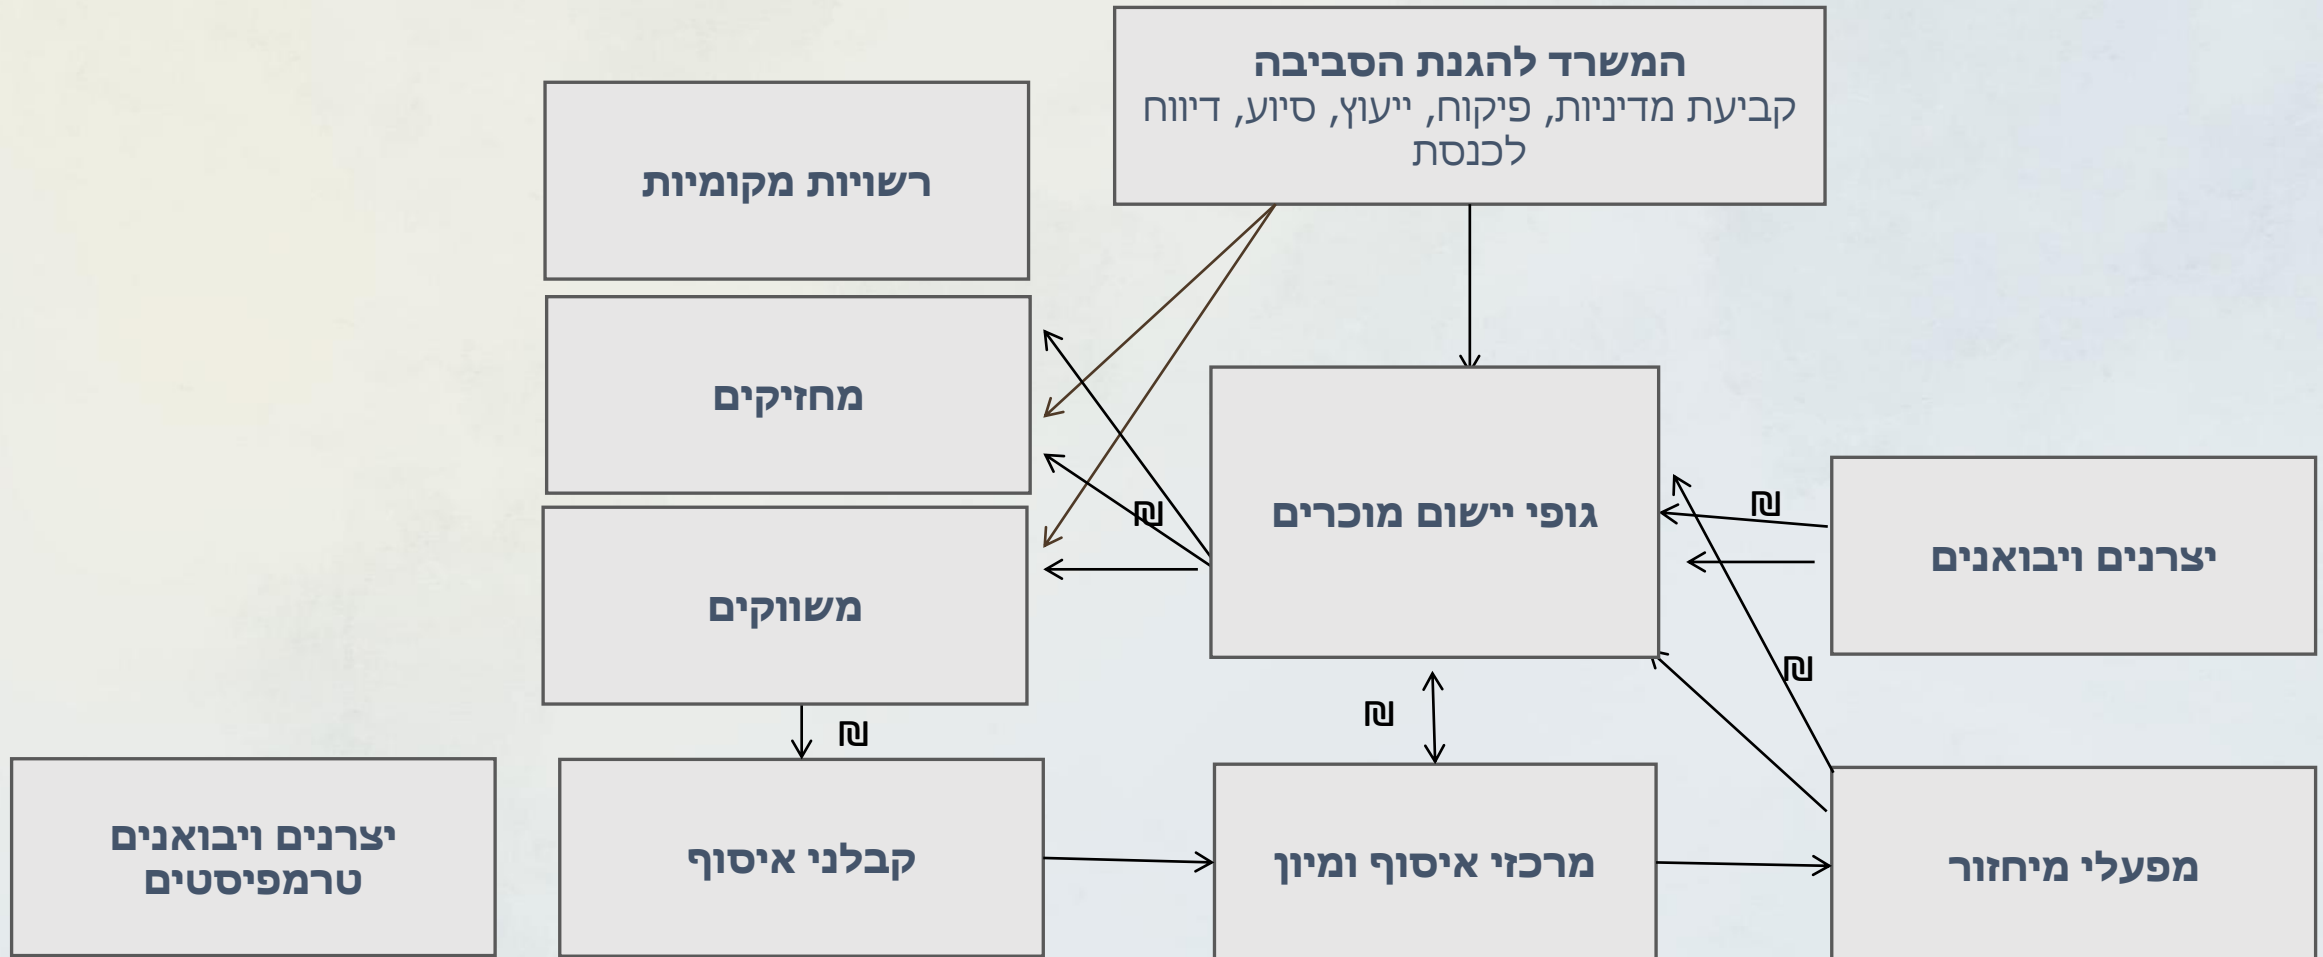 המשרד להגנת הסביבה
קביעת מדיניות, פיקוח, ייעוץ, סיוע, דיווח
לכנסת
רשויות מקומיות
מחזיקים
גופי יישום מוכרים
₪
₪
יצרנים ויבואנים
משווקים
₪
₪
₪
יצרנים ויבואנים
טרמפיסטים
קבלני איסוף
מרכזי איסוף ומיון
מפעלי מיחזור